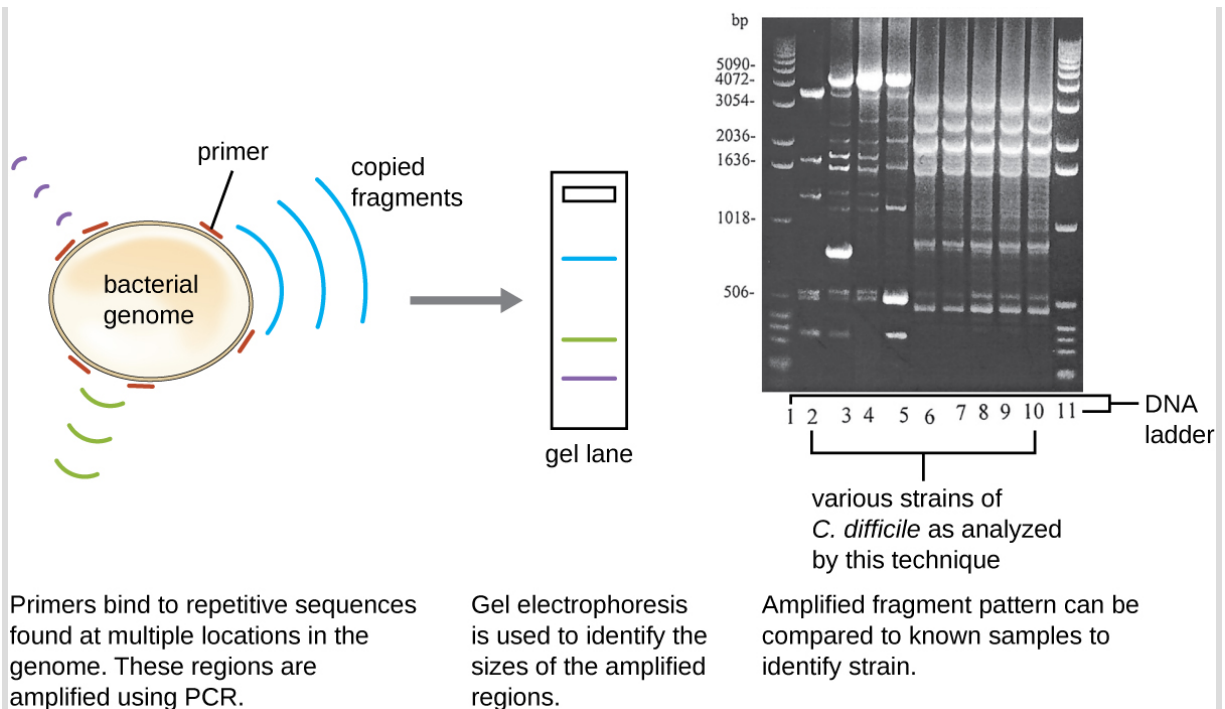 primer
copied
fragments
bacterial
genome
gel lane
bp
5090-
4072-
3054-
2036-
1636-
1018-
506-
1 2 3 4 5 6 7 8 9 10 11
DNA
ladder
various strains of
C. difficile as analyzed
by this technique
Primers bind to repetitive sequences
found at multiple locations in the
genome. These regions are
amplified using PCR.
Gel electrophoresis
is used to identify the
sizes of the amplified
regions.
Amplified fragment pattern can be
compared to known samples to
identify strain.